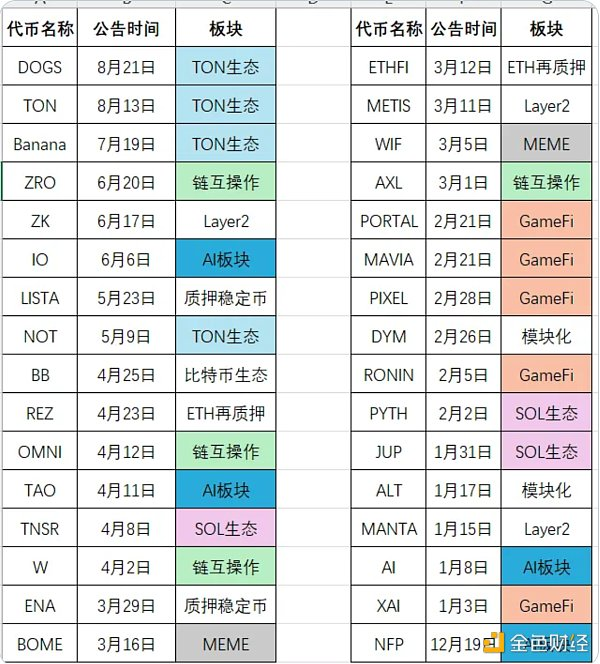 代币名称 公告时间 板块 代币名称 公告时间 板块
DOGS 8月21日 TON生态 ETHFI 3月12日 ETH再质押
TON 8月13日 TON生态 METIS 3月11日 Layer2
Banana 7月19日 TON生态 WIF 3月5日 MEME
ZRO 6月20日 链互操作 AXL 3月1日 链互操作
ZK 6月17日 Layer2 PORTAL 2月21日 GameFi
IO 6月6日 AI板块 MAVIA 2月21日 GameFi
LISTA 5月23日 质押稳定币 PIXEL 2月28日 GameFi
NOT 5月9日 TON生态 DYM 2月26日 模块化
BB 4月25日 比特币生态 RONIN 2月5日 GameFi
REZ 4月23日 ETH再质押 PYTH 2月2日 SOL生态
OMNI 4月12日 链互操作 JUP 1月31日 SOL生态
TAO 4月11日 AI板块 ALT 1月17日 模块化
TNSR 4月8日 SOL生态 MANTA 1月15日 Layer2
W 4月2日 链互操作 AI 1月8日 AI板块
ENA 3月29日 质押稳定币 XAI 1月3日 GameFi
BOME 3月16日 MEME NFP 12月19日
金色财经